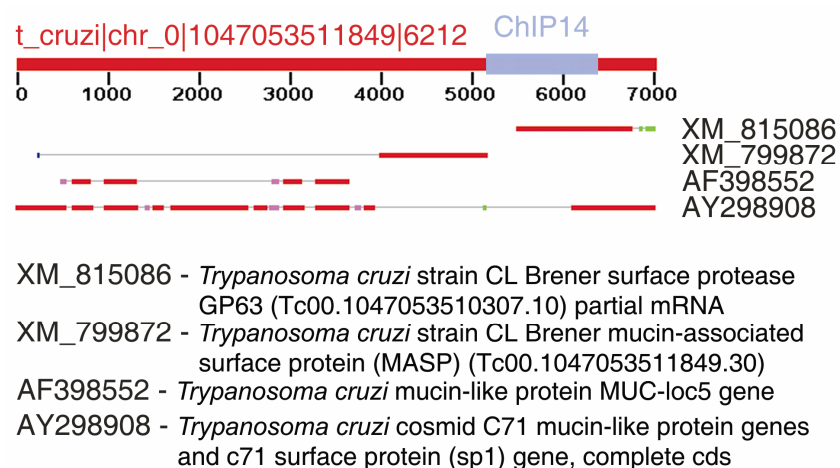 t_cruzi|chr_0|1047053511849|6212
ChIP14
0 1000 2000 3000 4000 5000 6000 7000
XM_815086
XM_799872
AF398552
AY298908
XM_815086 - Trypanosoma cruzi strain CL Brener surface protease
GP63 (Tc00.1047053510307.10) partial mRNA
XM_799872 - Trypanosoma cruzi strain CL Brener mucin-associated
surface protein (MASP) (Tc00.1047053511849.30)
AF398552 - Trypanosoma cruzi mucin-like protein MUC-loc5 gene
AY298908 - Trypanosoma cruzi cosmid C71 mucin-like protein genes
and c71 surface protein (sp1) gene, complete cds